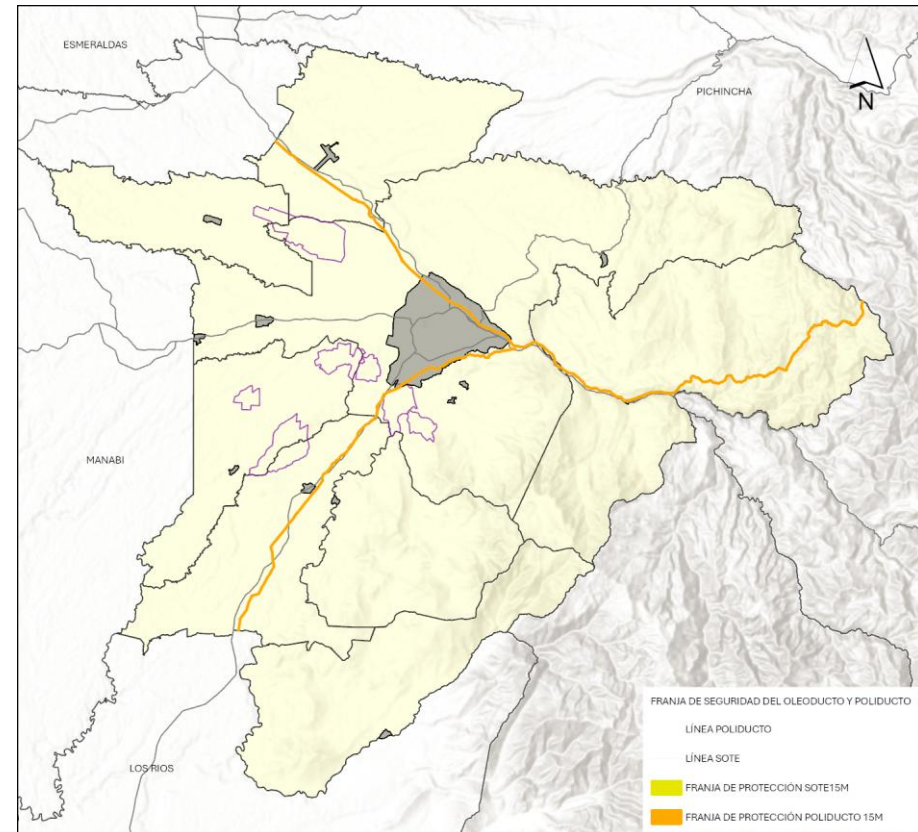 ESMERALDAS
PICHINCHA
N
MANABI
LOS RIOS
FRANJA DE SEGURIDAD DEL OLEODUCTO Y POLIDUCTO
LÍNEA POLIDUCTO
LÍNEA SOTE
FRANJA DE PROTECCIÓN SOTE15M
FRANJA DE PROTECCIÓN POLIDUCTO 15M